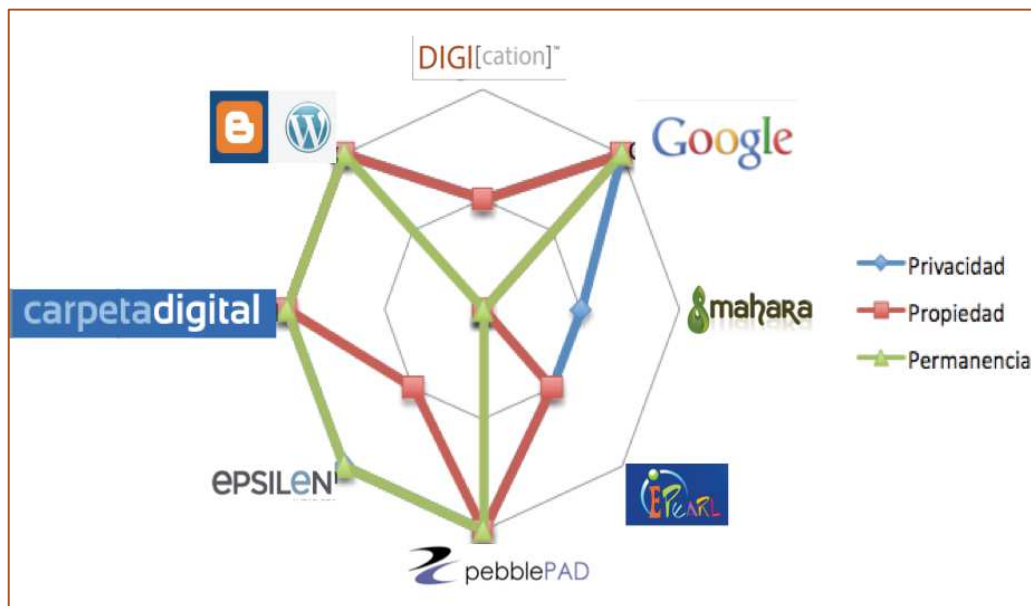 DIGI[cation]™
B W
Google
carpetadigital
mahara
EPSILEN
EPEARL
pebblePAD
Privacidad
Propiedad
Permanencia